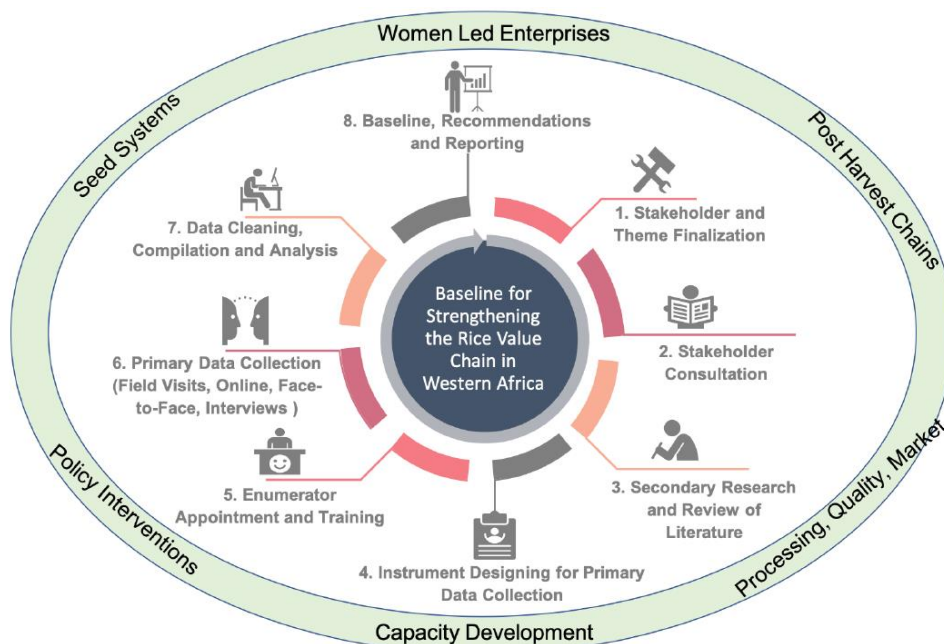 Women Led Enterprises
Seed Systems
Post Harvest Chains
8. Baseline, Recommendations
and Reporting
1. Stakeholder and
Theme Finalization
7. Data Cleaning,
Compilation and Analysis
Baseline for
Strengthening
the Rice Value
Chain in
Western Africa
2. Stakeholder
Consultation
6. Primary Data Collection
(Field Visits, Online, Face-
to-Face, Interviews )
3. Secondary Research
and Review of
Literature
5. Enumerator
Appointment and Training
4. Instrument Designing for Primary
Data Collection
Policy Interventions
Processing, Quality, Market
Capacity Development